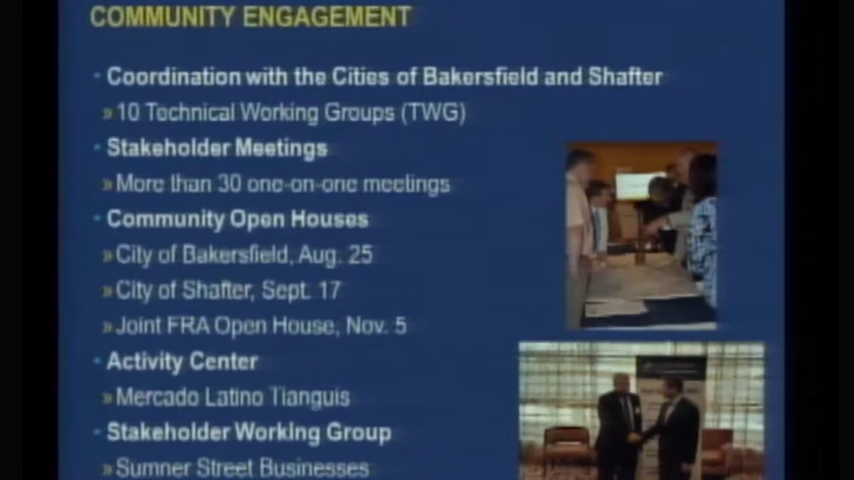 COMMUNITY ENGAGEMENT
• Coordination with the Cities of Bakersfield and Shafter
» 10 Technical Working Groups (TWG)
• Stakeholder Meetings
» More than 30 one-on-one meetings
• Community Open Houses
» City of Bakersfield, Aug. 25
» City of Shafter, Sept. 17
» Joint FRA Open House, Nov. 5
• Activity Center
» Mercado Latino Tianguis
• Stakeholder Working Group
» Sumner Street Businesses